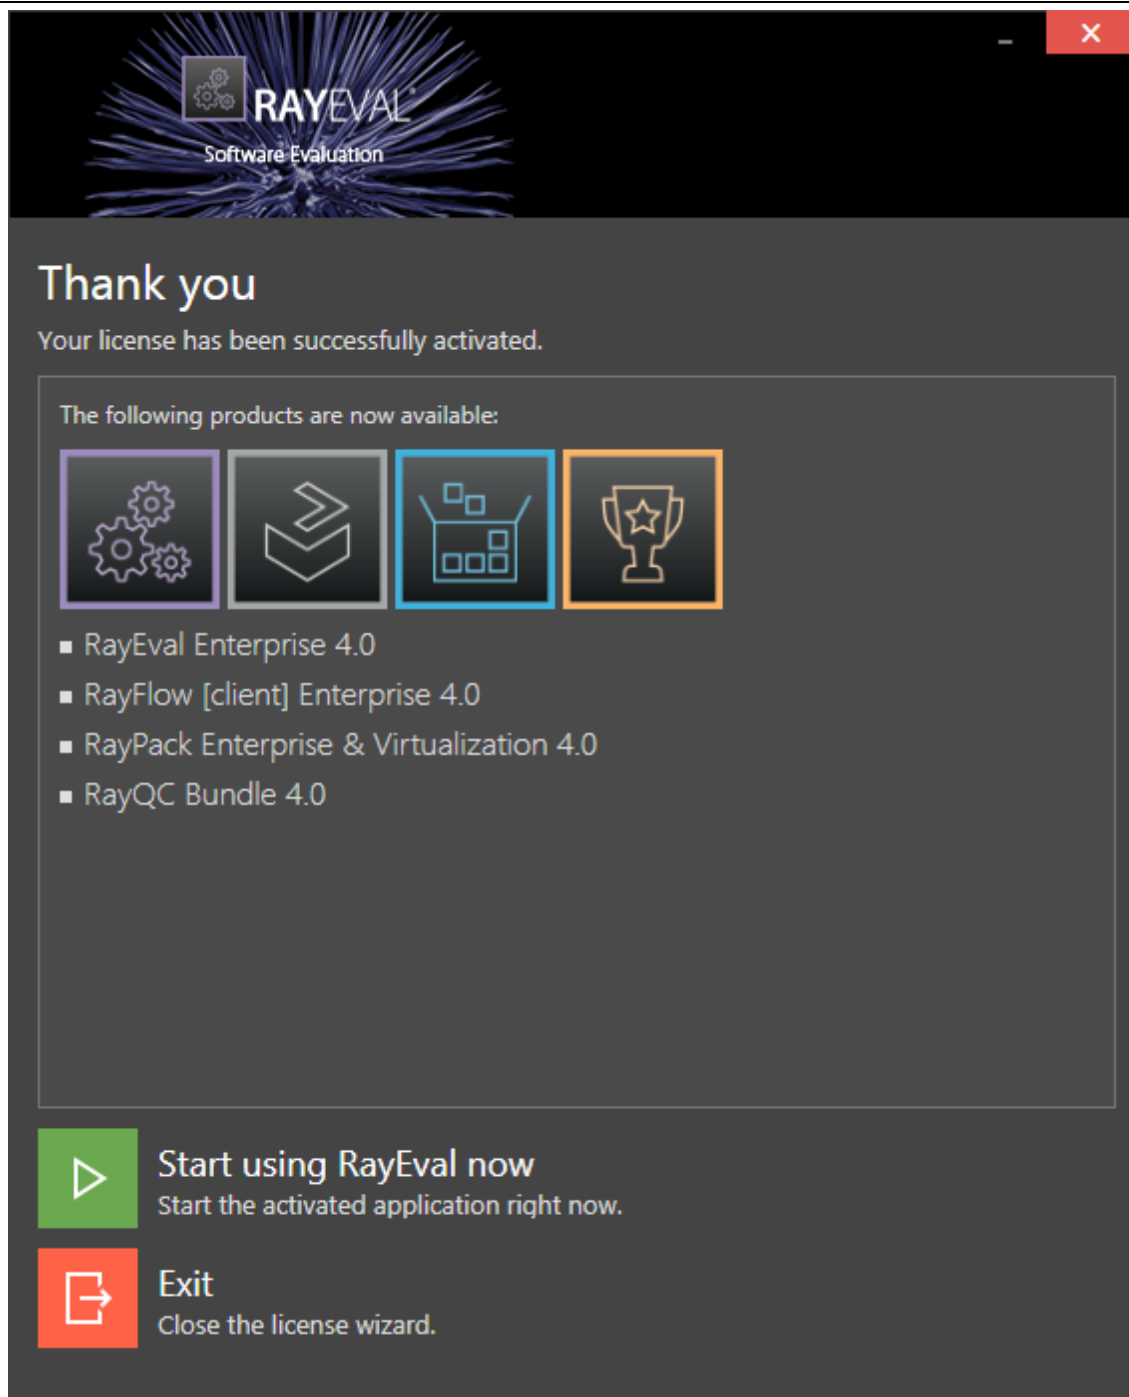 RAYEVAL®
Software Evaluation
Thank you
Your license has been successfully activated.
The following products are now available:
RayEval Enterprise 4.0
RayFlow [client] Enterprise 4.0
RayPack Enterprise & Virtualization 4.0
RayQC Bundle 4.0
Start using RayEval now
Start the activated application right now.
Exit
Close the license wizard.